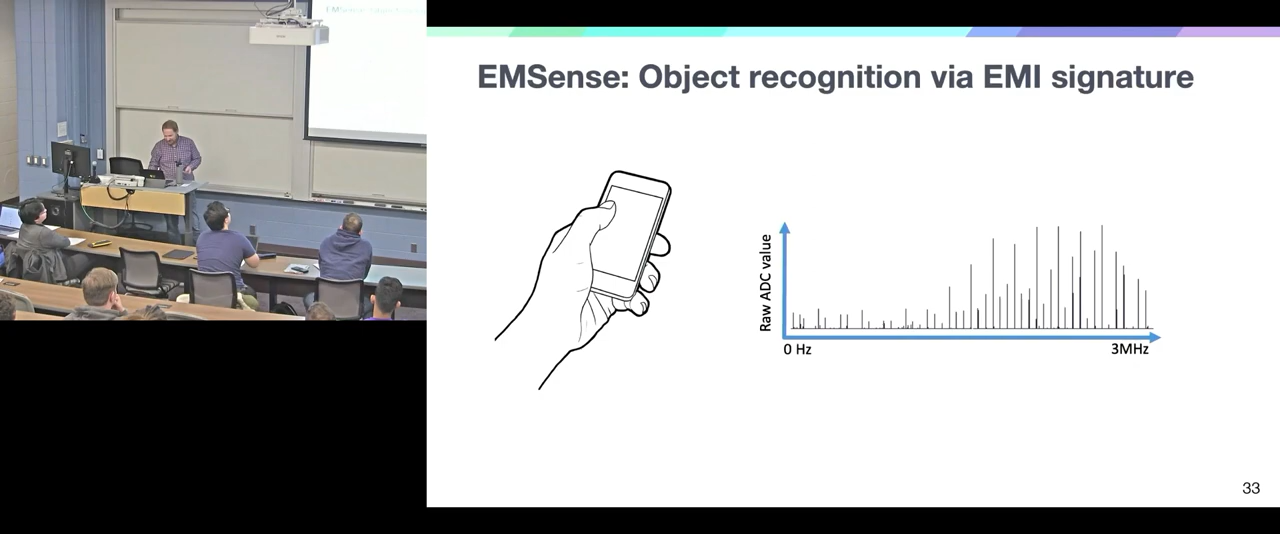 EMSense: Object recognition via EMI signature
Raw ADC value
0 Hz
3MHz
33